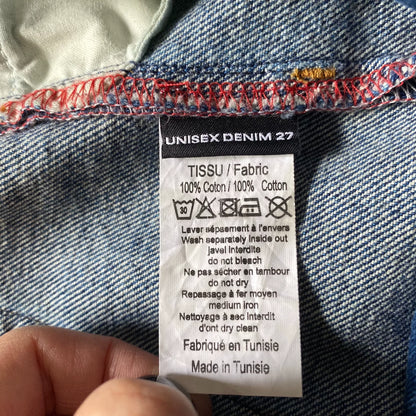 UNISEX DENIM 27
TISSU / Fabric
100% Coton / 100% Cotton
30
Laver sépaement à l'envers
Wash separately inside out
javel interdite
do not bleach
Ne pas sécher en tambour
do not dry
Repassage à fer moyen
medium iron
Nettoyage à sec interdit
d'ont dry clean
Fabriqué en Tunisie
Made in Tunisie